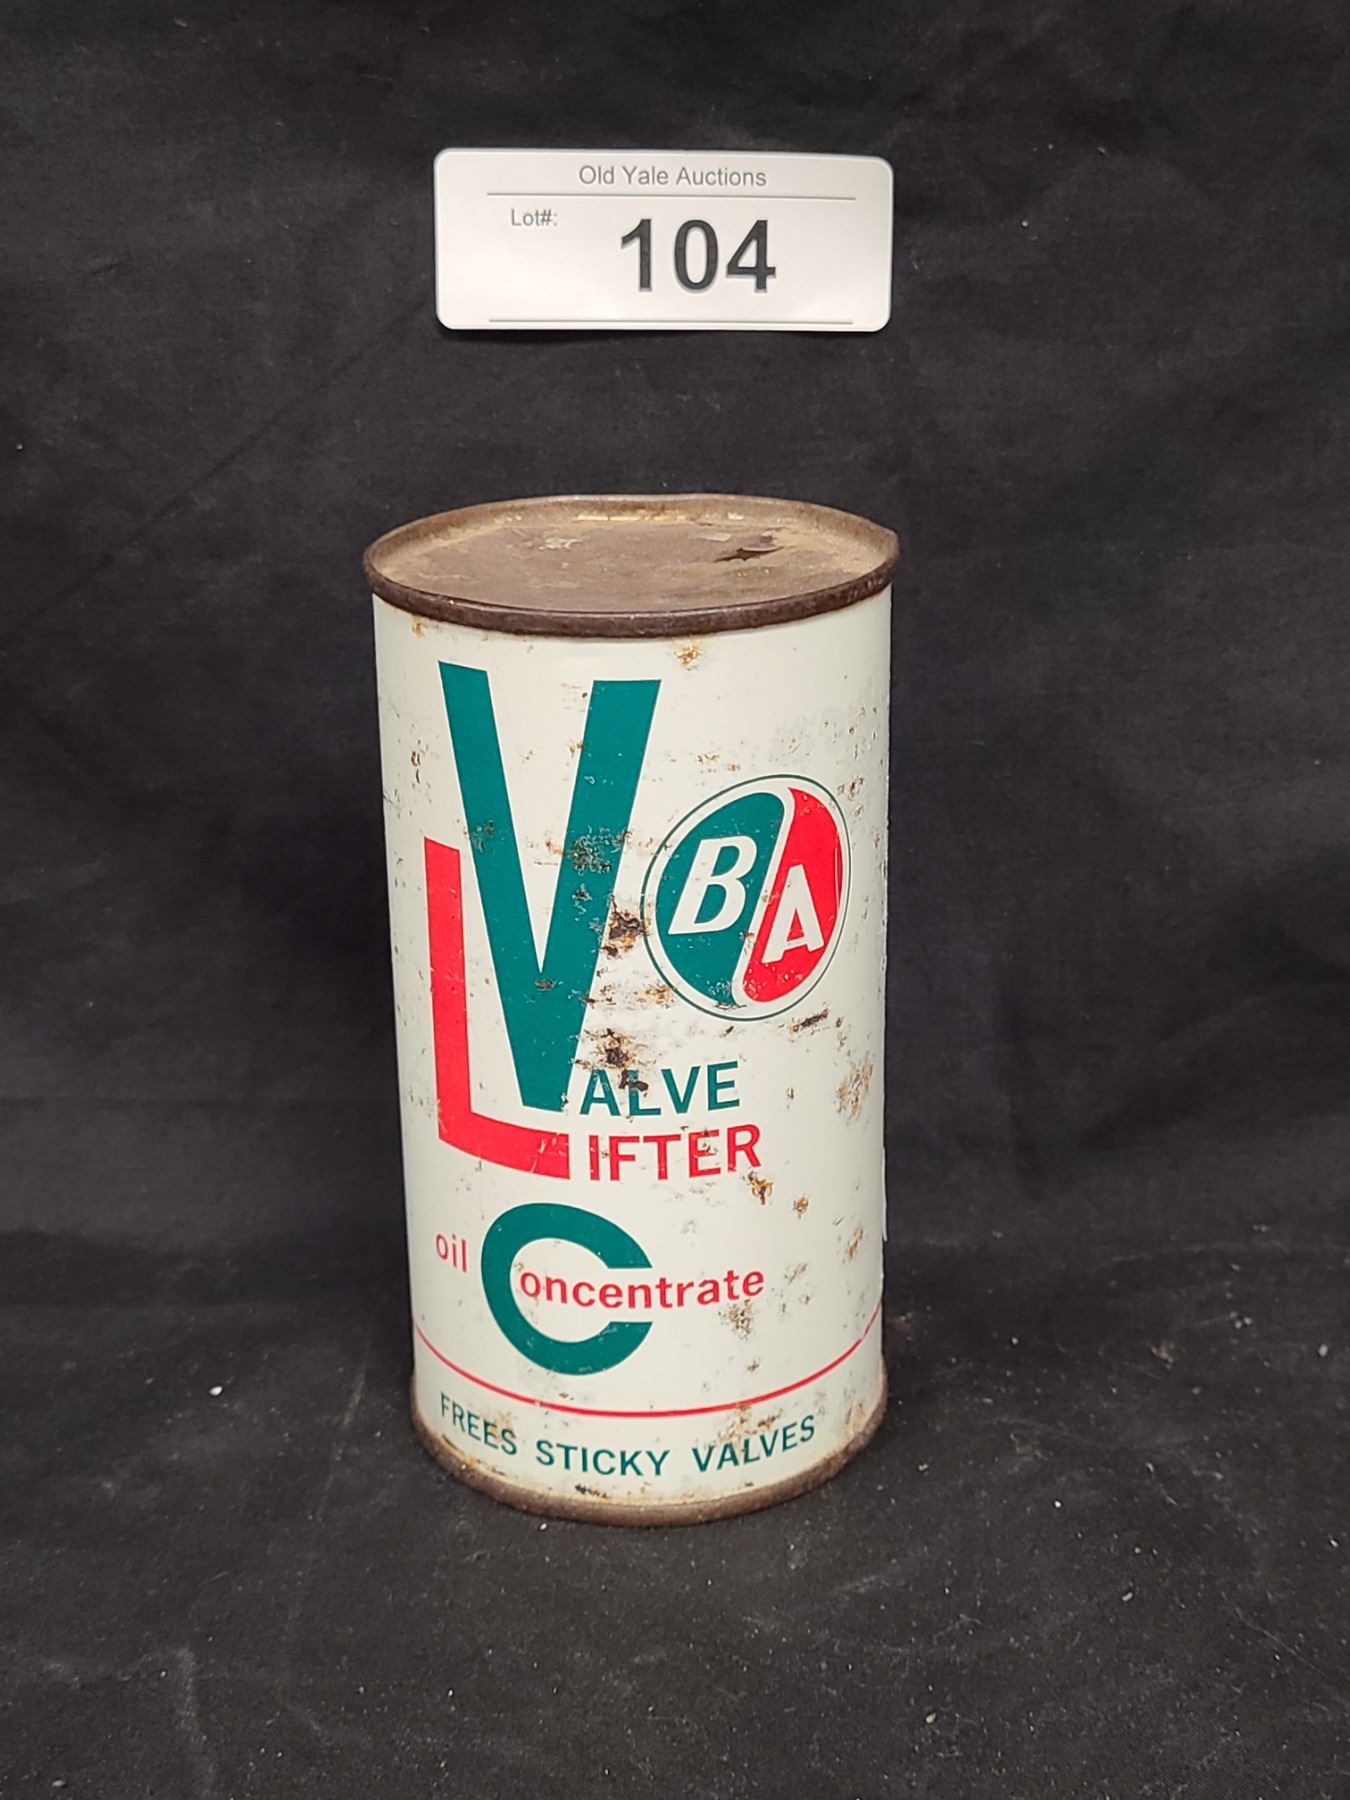 Old Yale Auctions
Lot#: 104
BA
VALVE
LIFTER
oil Concentrate
FREES STICKY VALVES